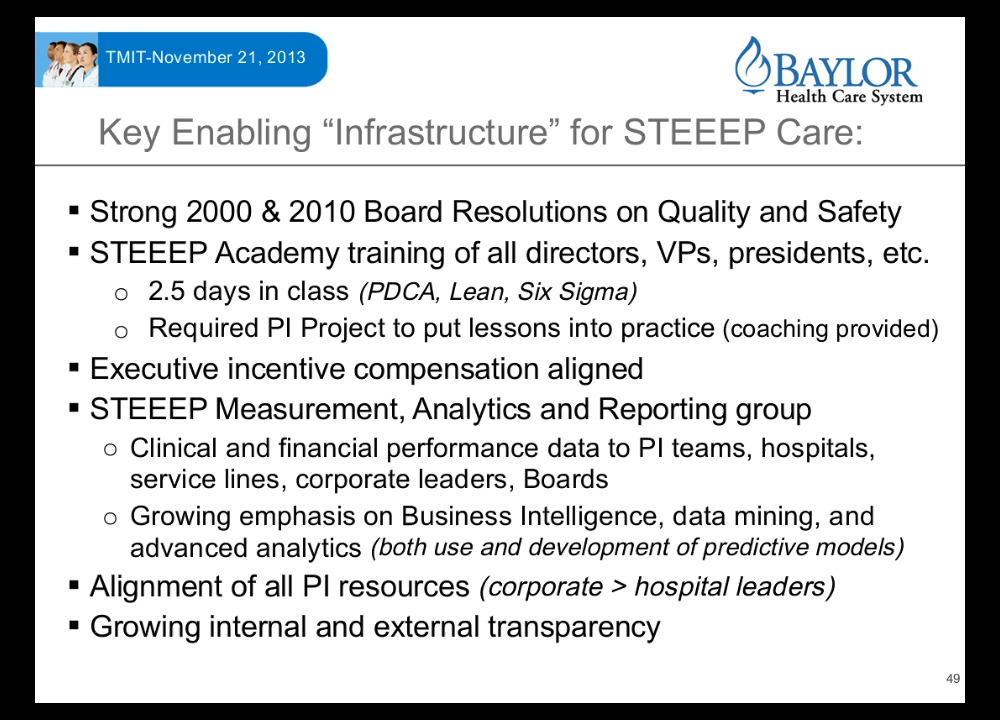 TMIT-November 21, 2013
BAYLOR
Health Care System
Key Enabling “Infrastructure” for STEEEP Care:
▪ Strong 2000 & 2010 Board Resolutions on Quality and Safety
▪ STEEEP Academy training of all directors, VPs, presidents, etc.
o 2.5 days in class (PDCA, Lean, Six Sigma)
o Required PI Project to put lessons into practice (coaching provided)
▪ Executive incentive compensation aligned
▪ STEEEP Measurement, Analytics and Reporting group
o Clinical and financial performance data to PI teams, hospitals,
service lines, corporate leaders, Boards
o Growing emphasis on Business Intelligence, data mining, and
advanced analytics (both use and development of predictive models)
▪ Alignment of all PI resources (corporate > hospital leaders)
▪ Growing internal and external transparency
49